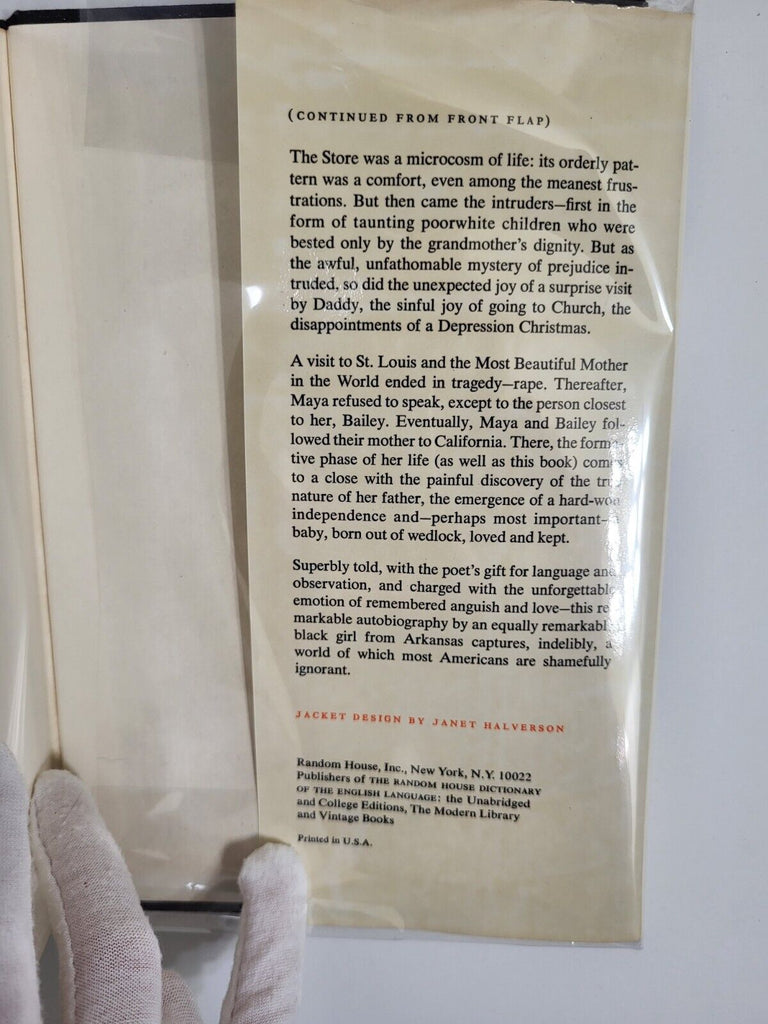 (CONTINUED FROM FRONT FLAP)
The Store was a microcosm of life: its orderly pat-
tern was a comfort, even among the meanest frus-
trations. But then came the intruders—first in the
form of taunting poorwhite children who were
bested only by the grandmother's dignity. But as
the awful, unfathomable mystery of prejudice in-
truded, so did the unexpected joy of a surprise visit
by Daddy, the sinful joy of going to Church, the
disappointments of a Depression Christmas.
A visit to St. Louis and the Most Beautiful Mother
in the World ended in tragedy—rape. Thereafter,
Maya refused to speak, except to the person closest
to her, Bailey. Eventually, Maya and Bailey fol-
lowed their mother to California. There, the forma-
tive phase of her life (as well as this book) comes
to a close with the painful discovery of the true
nature of her father, the emergence of a hard-won
independence and—perhaps most important—a
baby, born out of wedlock, loved and kept.
Superbly told, with the poet's gift for language and
observation, and charged with the unforgettable
emotion of remembered anguish and love—this re-
markable autobiography by an equally remarkable
black girl from Arkansas captures, indelibly, a
world of which most Americans are shamefully
ignorant.
JACKET DESIGN BY JANET HALVERSON
Random House, Inc., New York, N.Y. 10022
Publishers of THE RANDOM HOUSE DICTIONARY
OF THE ENGLISH LANGUAGE: the Unabridged
and College Editions, The Modern Library
and Vintage Books
Printed in U.S.A.